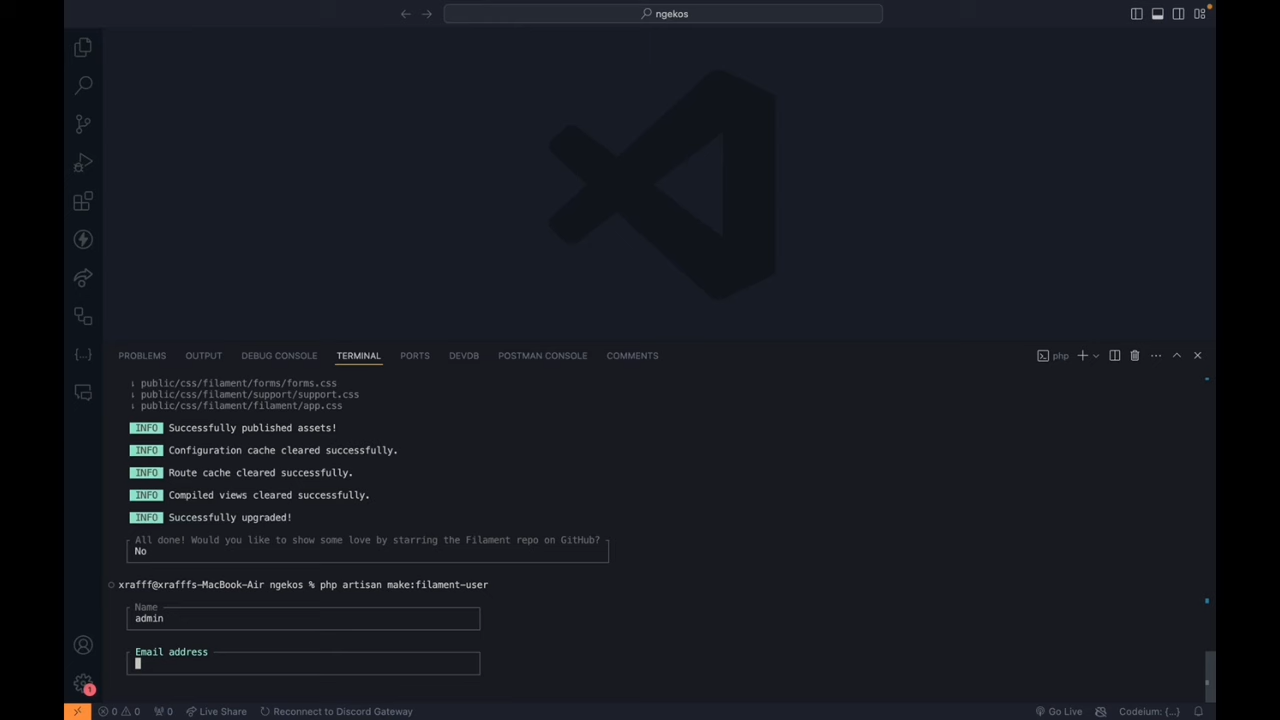 ngekos
PROBLEMS OUTPUT DEBUG CONSOLE TERMINAL PORTS DEVDB POSTMAN CONSOLE COMMENTS
php
↓ public/css/filament/forms/forms.css
↓ public/css/filament/support/support.css
↓ public/css/filament/filament/app.css
INFO Successfully published assets!
INFO Configuration cache cleared successfully.
INFO Route cache cleared successfully.
INFO Compiled views cleared successfully.
INFO Successfully upgraded!
All done! Would you like to show some love by starring the Filament repo on GitHub?
No
xrafff@xrafffs-MacBook-Air ngekos % php artisan make:filament-user
Name
admin
Email address
1
0 0 0 Live Share Reconnect to Discord Gateway Go Live Codeium: {...}